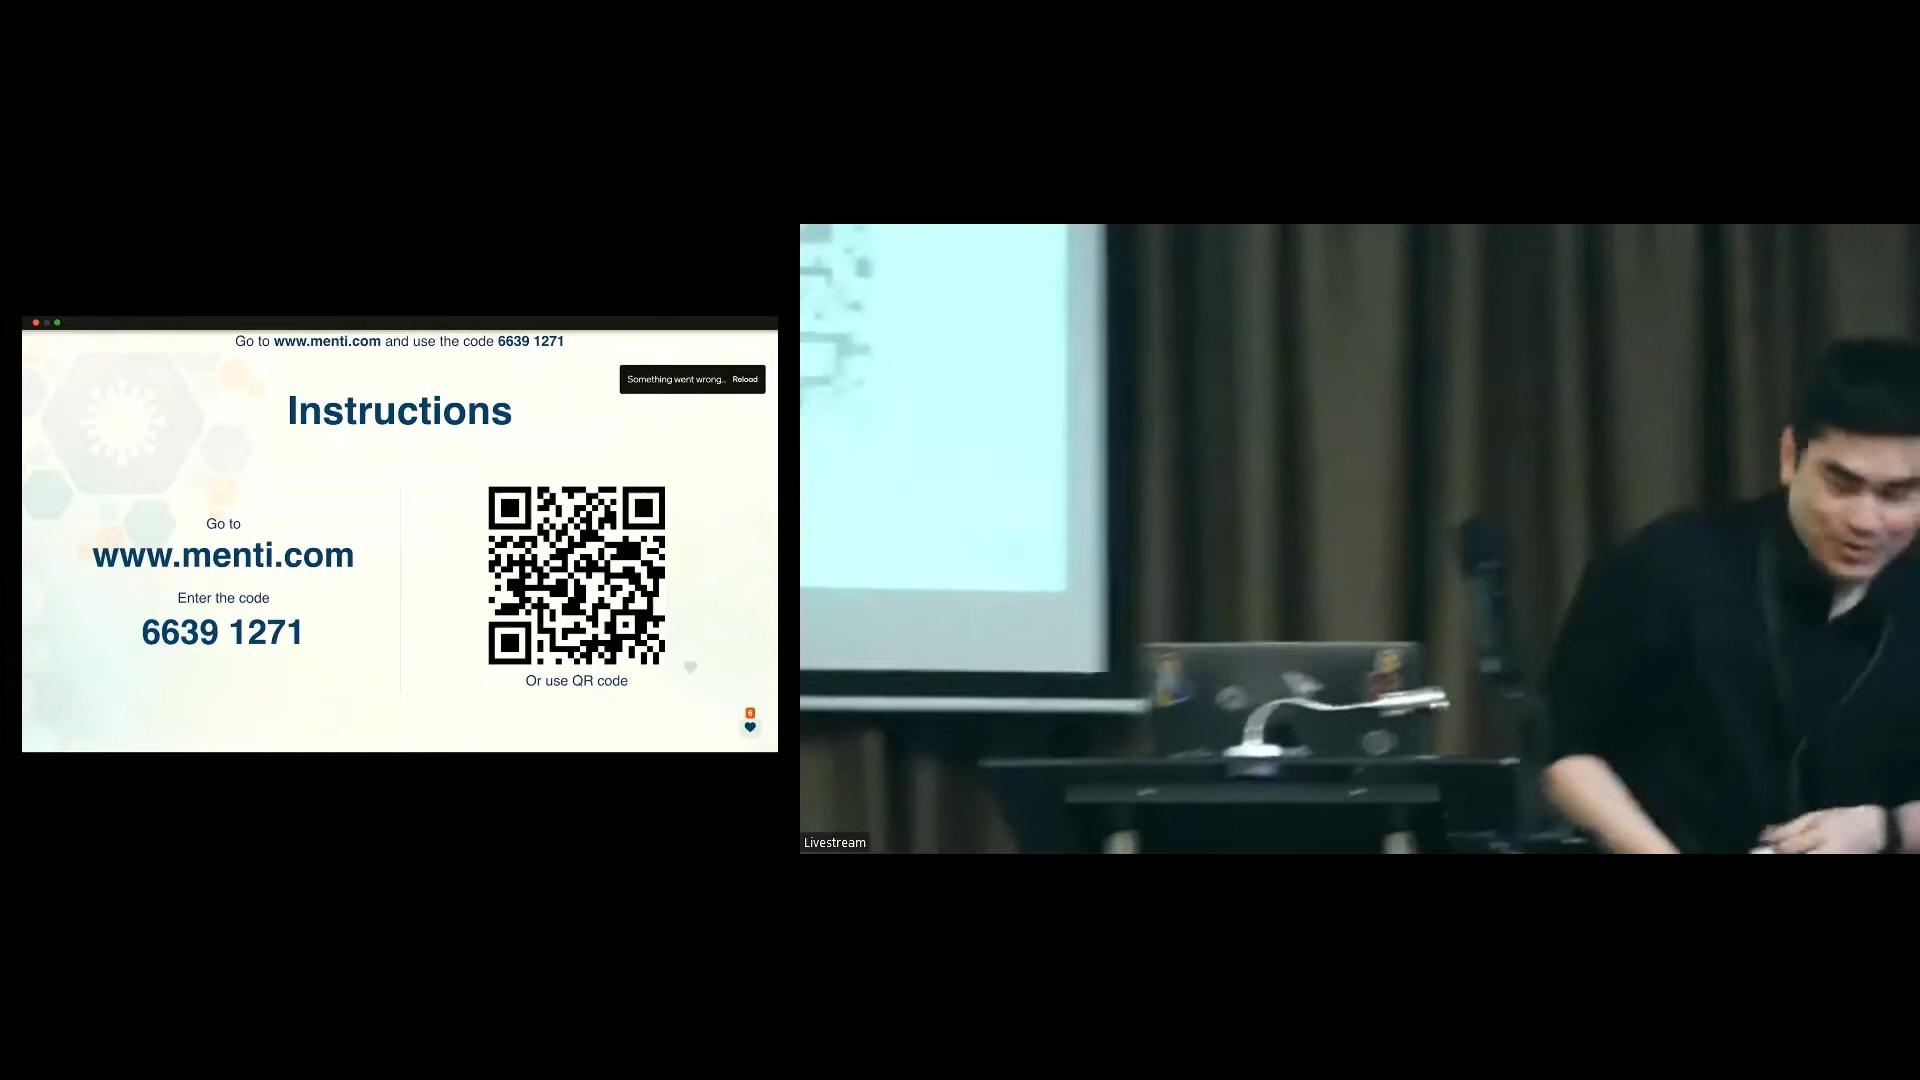 Go to www.menti.com and use the code 6639 1271
Something went wrong.. Reload
Instructions
Go to
www.menti.com
Enter the code
6639 1271
Or use QR code
6
Livestream